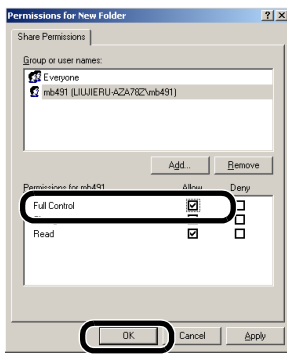 Permissions for New Folder
Share Permissions
Group or user names:
Everyone
mb491 (LIUJIERU-AZA78Z\mb491)
Add... Remove
Permissions for mb491 Allow Deny
Full Control
Read
OK Cancel Apply